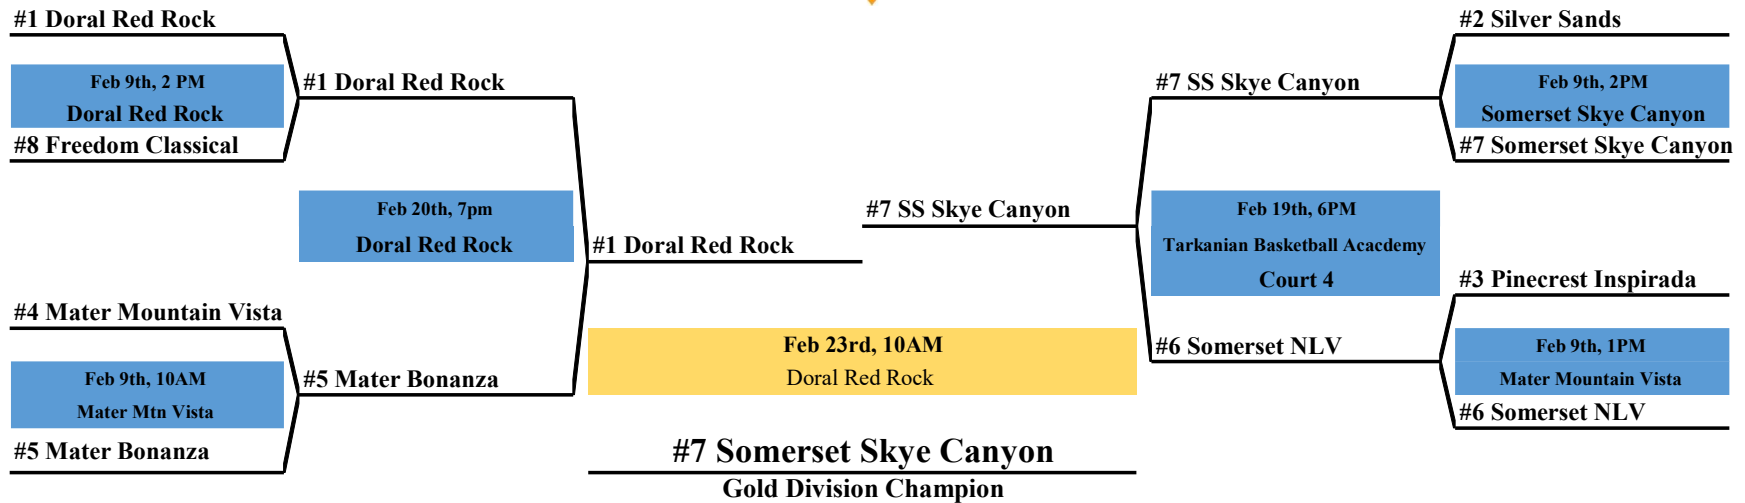 #1 Doral Red Rock
Feb 9th, 2 PM
Doral Red Rock
#8 Freedom Classical
#1 Doral Red Rock
Feb 20th, 7pm
Doral Red Rock
#4 Mater Mountain Vista
Feb 9th, 10AM
Mater Mtn Vista
#5 Mater Bonanza
#5 Mater Bonanza
#1 Doral Red Rock
#7 SS Skye Canyon
Feb 23rd, 10AM
Doral Red Rock
#7 Somerset Skye Canyon
Gold Division Champion
#7 SS Skye Canyon
Feb 19th, 6PM
Tarkanian Basketball Acacdemy
Court 4
#6 Somerset NLV
#2 Silver Sands
Feb 9th, 2PM
Somerset Skye Canyon
#7 Somerset Skye Canyon
#3 Pinecrest Inspirada
Feb 9th, 1PM
Mater Mountain Vista
#6 Somerset NLV